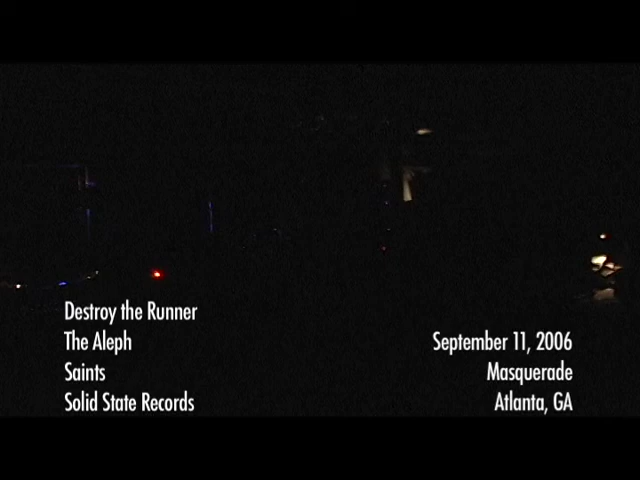 Destroy the Runner
The Aleph
Saints
Solid State Records
September 11, 2006
Masquerade
Atlanta, GA